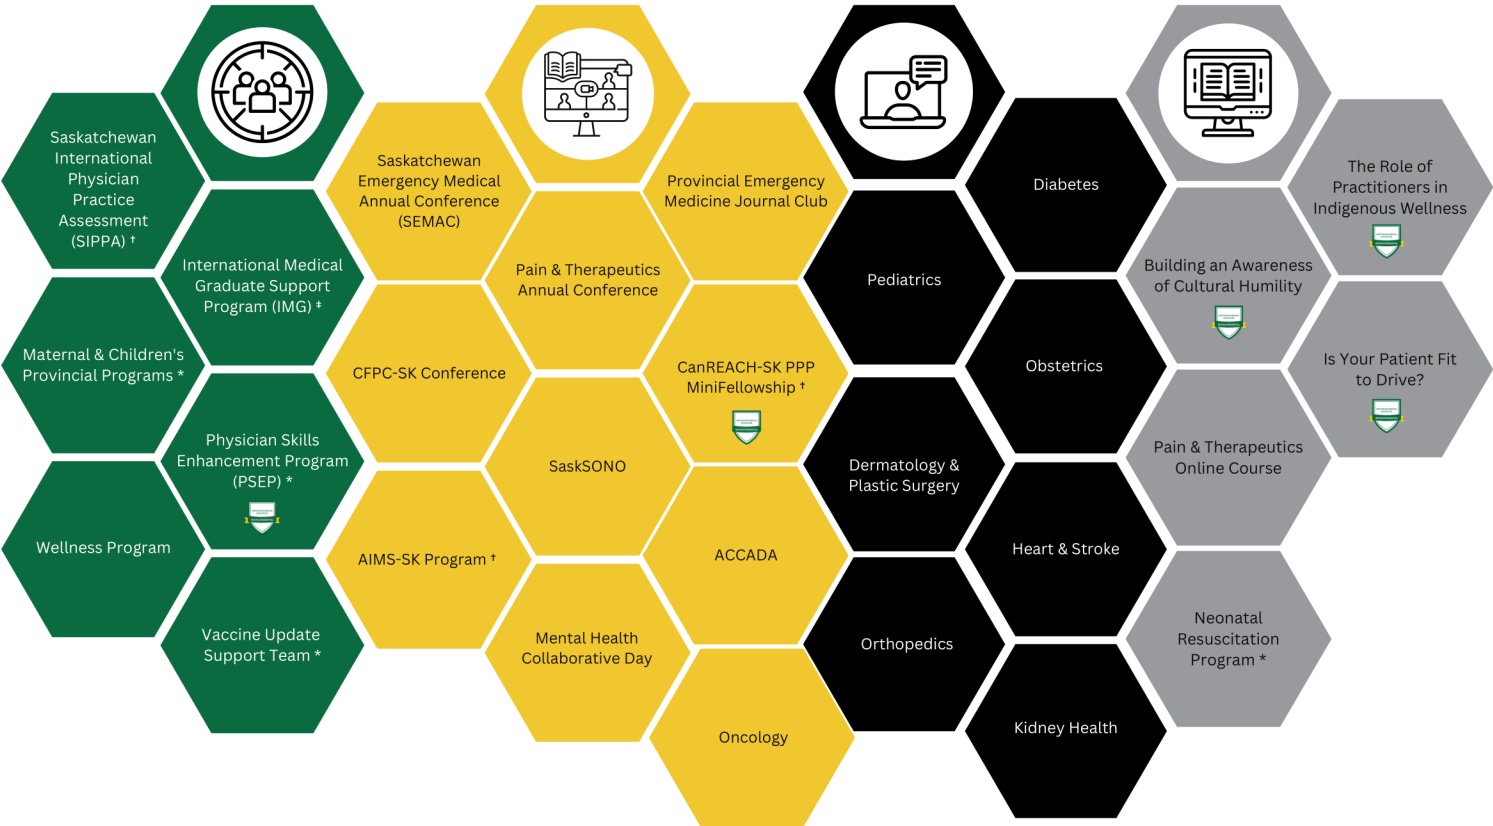 Saskatchewan
International
Physician
Practice
Assessment
(SIPPA) †
International Medical
Graduate Support
Program (IMG) ‡
Maternal & Children's
Provincial Programs *
Physician Skills
Enhancement Program
(PSEP) *
Wellness Program
Vaccine Update
Support Team *
Saskatchewan
Emergency Medical
Annual Conference
(SEMAC)
Pain & Therapeutics
Annual Conference
Provincial Emergency
Medicine Journal Club
CFPC-SK Conference
CanREACH-SK PPP
MiniFellowship †
SaskSONO
AIMS-SK Program †
ACCADA
Mental Health
Collaborative Day
Oncology
Diabetes
Pediatrics
Obstetrics
Dermatology &
Plastic Surgery
Heart & Stroke
Orthopedics
Kidney Health
The Role of
Practitioners in
Indigenous Wellness
Building an Awareness
of Cultural Humility
Is Your Patient Fit
to Drive?
Pain & Therapeutics
Online Course
Neonatal
Resuscitation
Program *